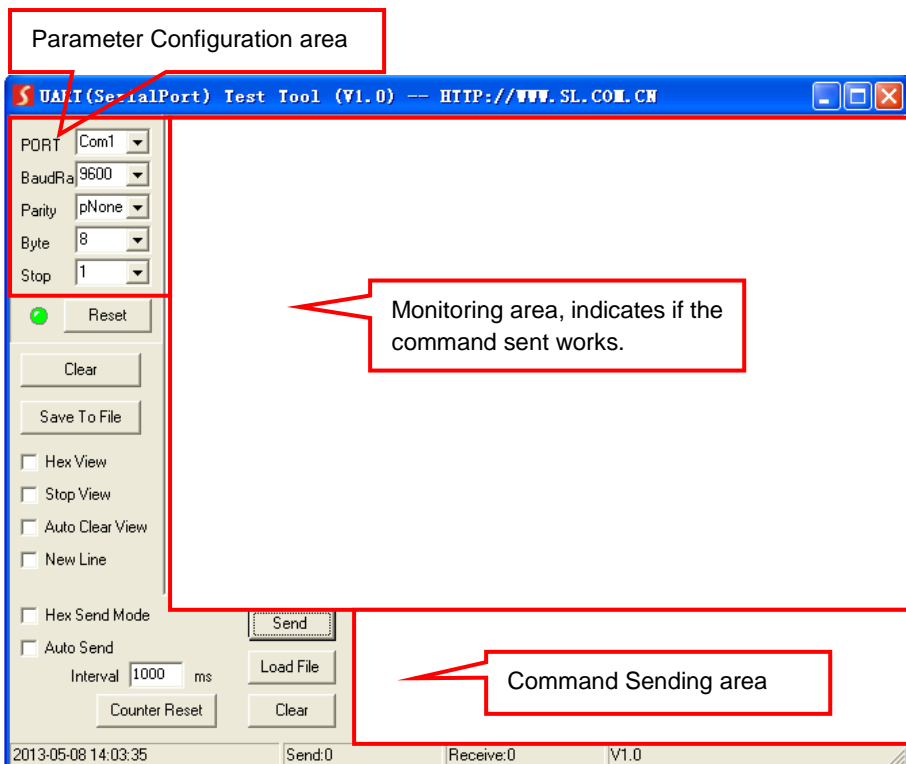 Parameter Configuration area
UART(SerialPort) Test Tool (V1.0) -- HTTP://WWW.SL.COM.CN
PORT Com1
BaudRa 9600
Parity pNone
Byte 8
Stop 1
Reset
Monitoring area, indicates if the
command sent works.
Clear
Save To File
Hex View
Stop View
Auto Clear View
New Line
Hex Send Mode
Send
Auto Send
Interval 1000 ms
Load File
Command Sending area
Counter Reset
Clear
2013-05-08 14:03:35 Send:0 Receive:0 V1.0